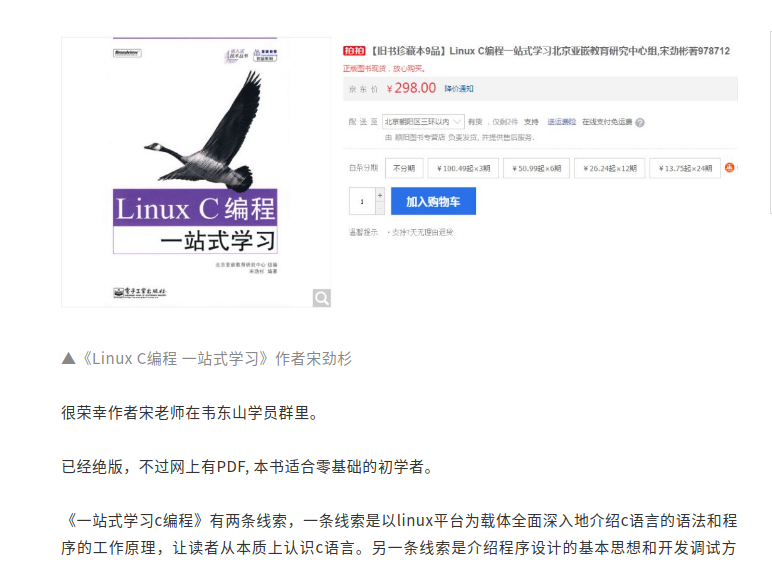 Linux C 编程
一站式学习
北京亚嵌教育研究中心 组编
宋劲杉 编著
电子工业出版社
拍拍 【旧书珍藏本9品】Linux C编程一站式学习北京亚嵌教育研究中心组,宋劲彬著978712
正版图书现货，放心购买。
京 东 价 ￥298.00 降价通知
配 送 至 北京朝阳区三环以内 有货 ，仅剩2件 支持 退运费险 在线支付免运费
由 顺阳图书专营店 负责发货, 并提供售后服务.
白条分期 不分期 ￥100.49起×3期 ￥50.99起×6期 ￥26.24起×12期 ￥13.75起×24期
1 + - 加入购物车
温馨提示 ・支持7天无理由退货
▲《Linux C编程 一站式学习》作者宋劲杉
很荣幸作者宋老师在韦东山学员群里。
已经绝版，不过网上有PDF, 本书适合零基础的初学者。
《一站式学习c编程》有两条线索，一条线索是以linux平台为载体全面深入地介绍c语言的语法和程
序的工作原理，让读者从本质上认识c语言。另一条线索是介绍程序设计的基本思想和开发调试方